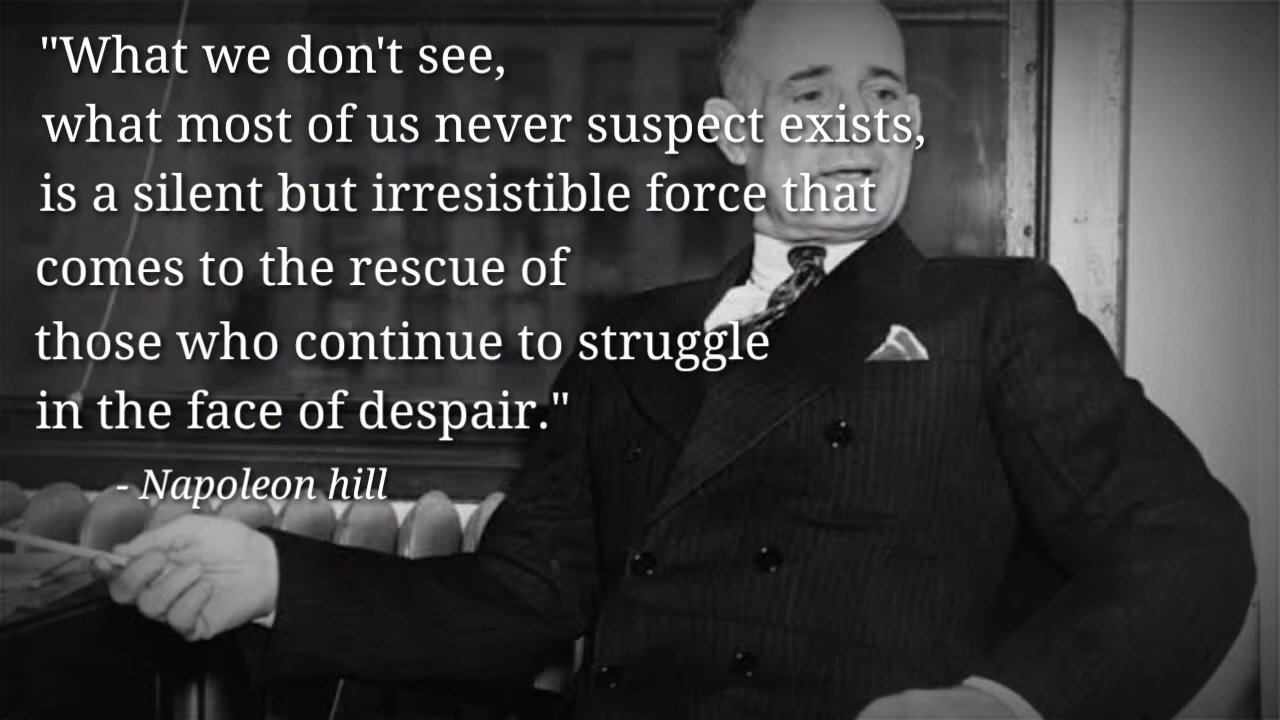 "What we don't see,
what most of us never suspect exists,
is a silent but irresistible force that
comes to the rescue of
those who continue to struggle
in the face of despair."
- Napoleon hill